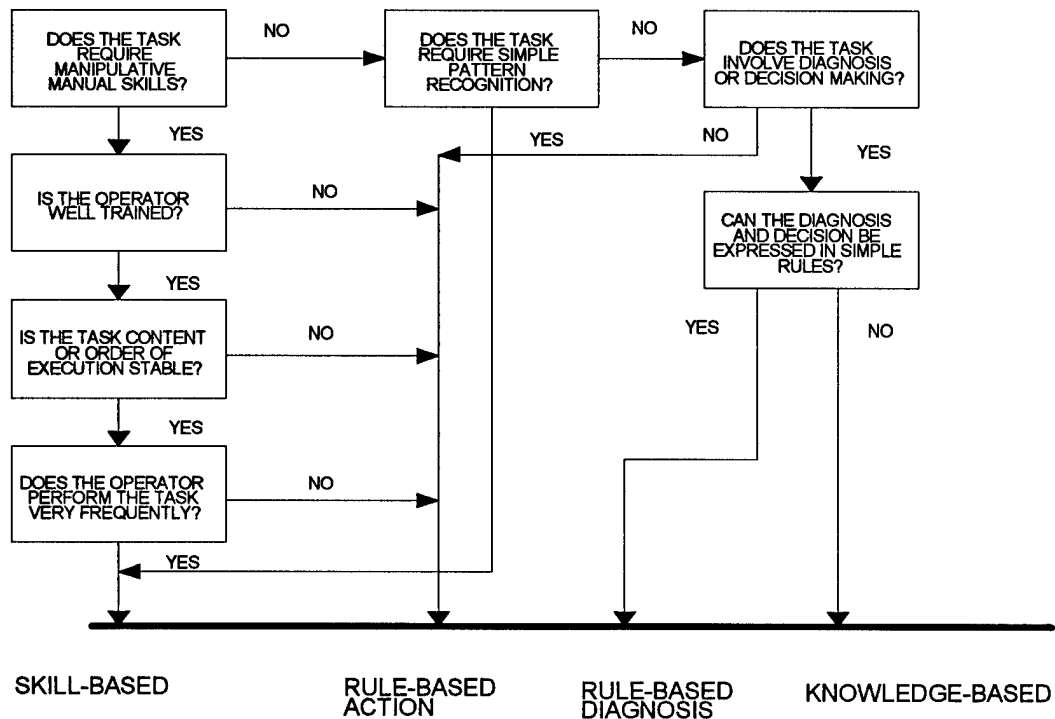 DOES THE TASK
REQUIRE
MANIPULATIVE
MANUAL SKILLS?
NO
DOES THE TASK
REQUIRE SIMPLE
PATTERN
RECOGNITION?
NO
DOES THE TASK
INVOLVE DIAGNOSIS
OR DECISION MAKING?
YES
YES
NO
YES
IS THE OPERATOR
WELL TRAINED?
NO
CAN THE DIAGNOSIS
AND DECISION BE
EXPRESSED IN SIMPLE
RULES?
YES
IS THE TASK CONTENT
OR ORDER OF
EXECUTION STABLE?
NO
YES
NO
YES
DOES THE OPERATOR
PERFORM THE TASK
VERY FREQUENTLY?
NO
YES
SKILL-BASED
RULE-BASED
ACTION
RULE-BASED
DIAGNOSIS
KNOWLEDGE-BASED